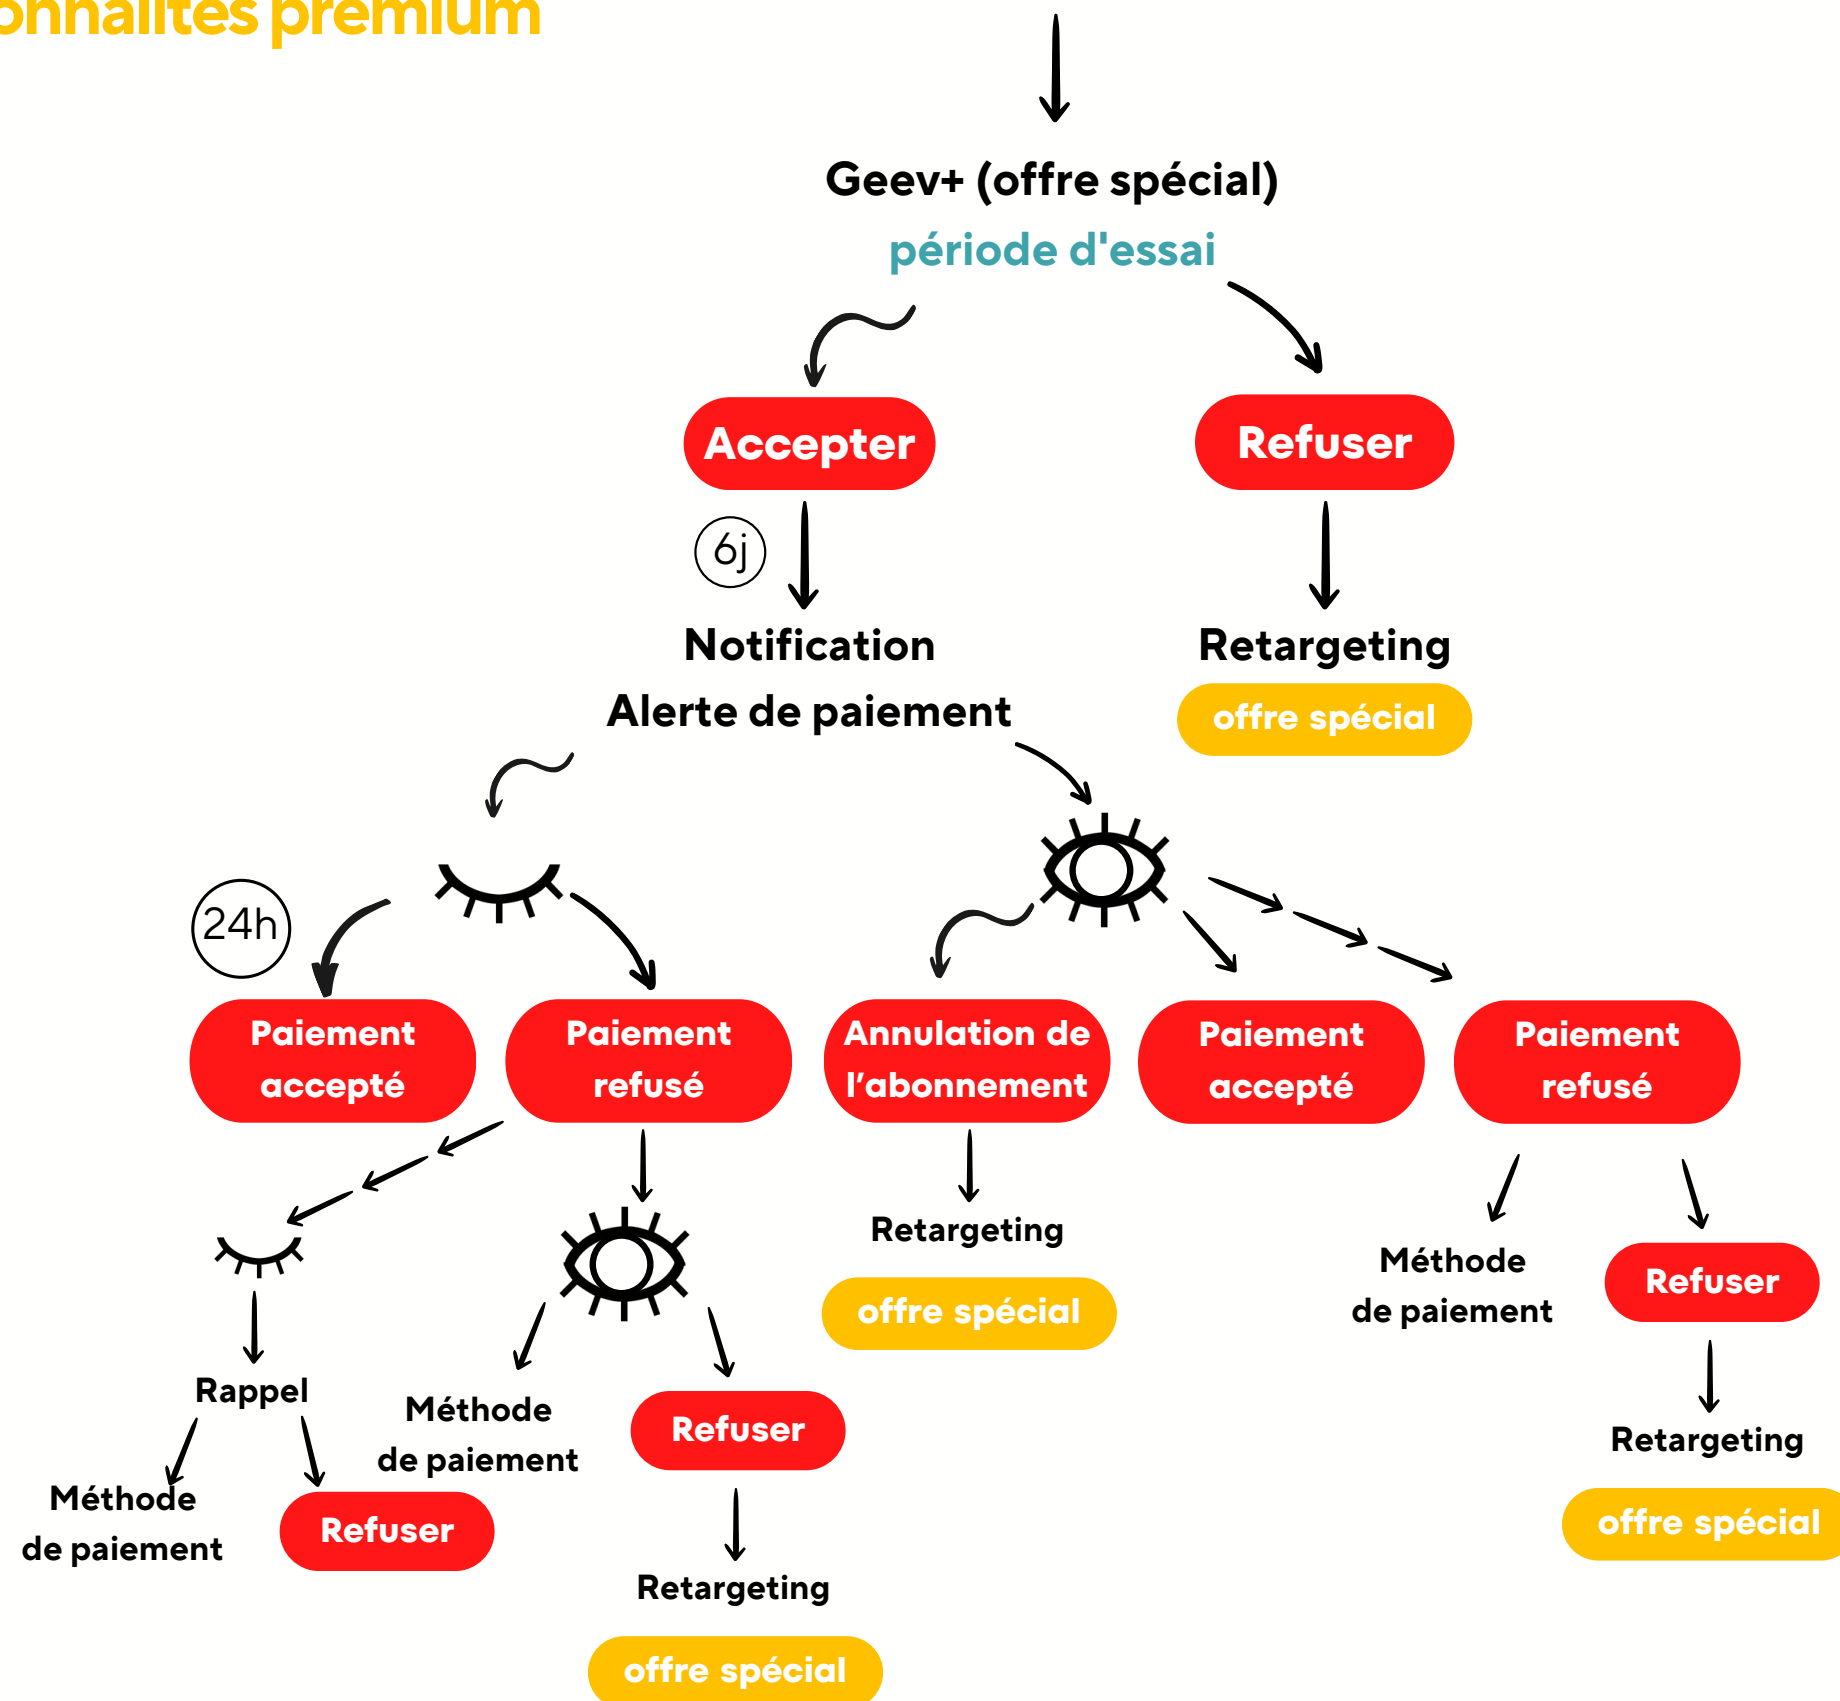 onnalités premium
Geev+ (offre spécial)
période d'essai
Accepter
Refuser
6j
Notification
Alerte de paiement
Retargeting
offre spécial
24h
Paiement
accepté
Paiement
refusé
Annulation de
l'abonnement
Paiement
accepté
Paiement
refusé
Retargeting
offre spécial
Méthode
de paiement
Refuser
Rappel
Méthode
de paiement
Refuser
Retargeting
offre spécial
Méthode
de paiement
Refuser
Retargeting
offre spécial